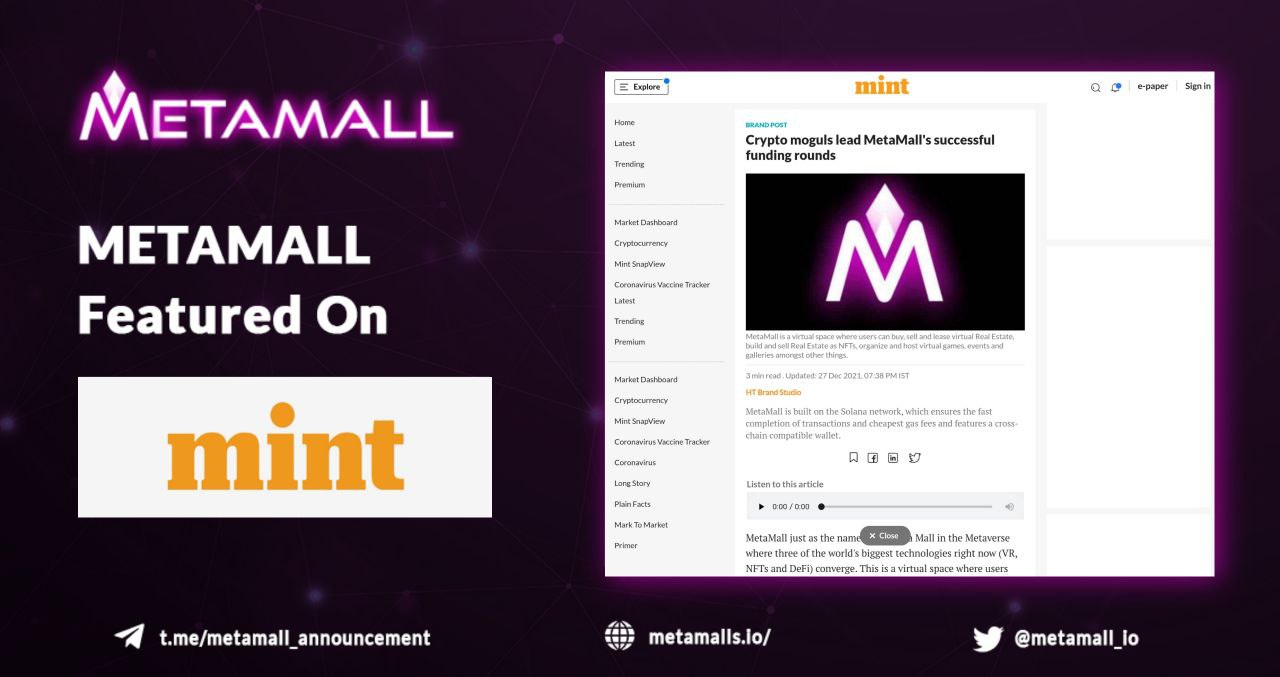 METAMALL
METAMALL
Featured On
mint
Explore
mint
e-paper
Sign in
Home
Latest
Trending
Premium
Market Dashboard
Cryptocurrency
Mint SnapView
Coronavirus Vaccine Tracker
Latest
Trending
Premium
Market Dashboard
Cryptocurrency
Mint SnapView
Coronavirus Vaccine Tracker
Coronavirus
Long Story
Plain Facts
Mark To Market
Primer
BRAND POST
Crypto moguls lead MetaMall's successful
funding rounds
M
MetaMall is a virtual space where users can buy, sell and lease virtual Real Estate,
build and sell Real Estate as NFTs, organize and host virtual games, events and
galleries amongst other things.
3 min read . Updated: 27 Dec 2021, 07:38 PM IST
HT Brand Studio
MetaMall is built on the Solana network, which ensures the fast
completion of transactions and cheapest gas fees and features a cross-
chain compatible wallet.
Listen to this article
0:00 / 0:00
MetaMall just as the name Mall in the Metaverse
× Close
where three of the world's biggest technologies right now (VR,
NFTs and DeFi) converge. This is a virtual space where users
t.me/metamall_announcement
metamalls.io/
@metamall_io